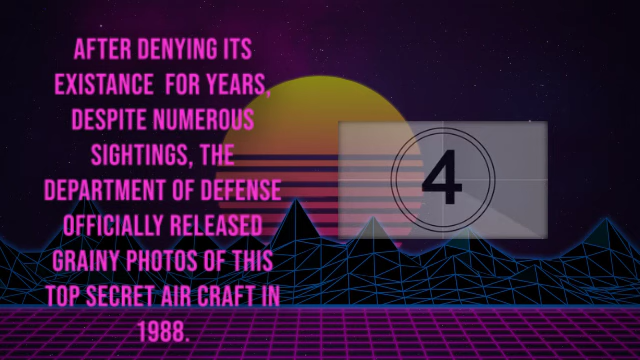 AFTER DENYING ITS
EXISTANCE FOR YEARS,
DESPITE NUMEROUS
SIGHTINGS, THE
DEPARTMENT OF DEFENSE
OFFICIALLY RELEASED
GRAINY PHOTOS OF THIS
TOP SECRET AIR CRAFT IN
1988.
4